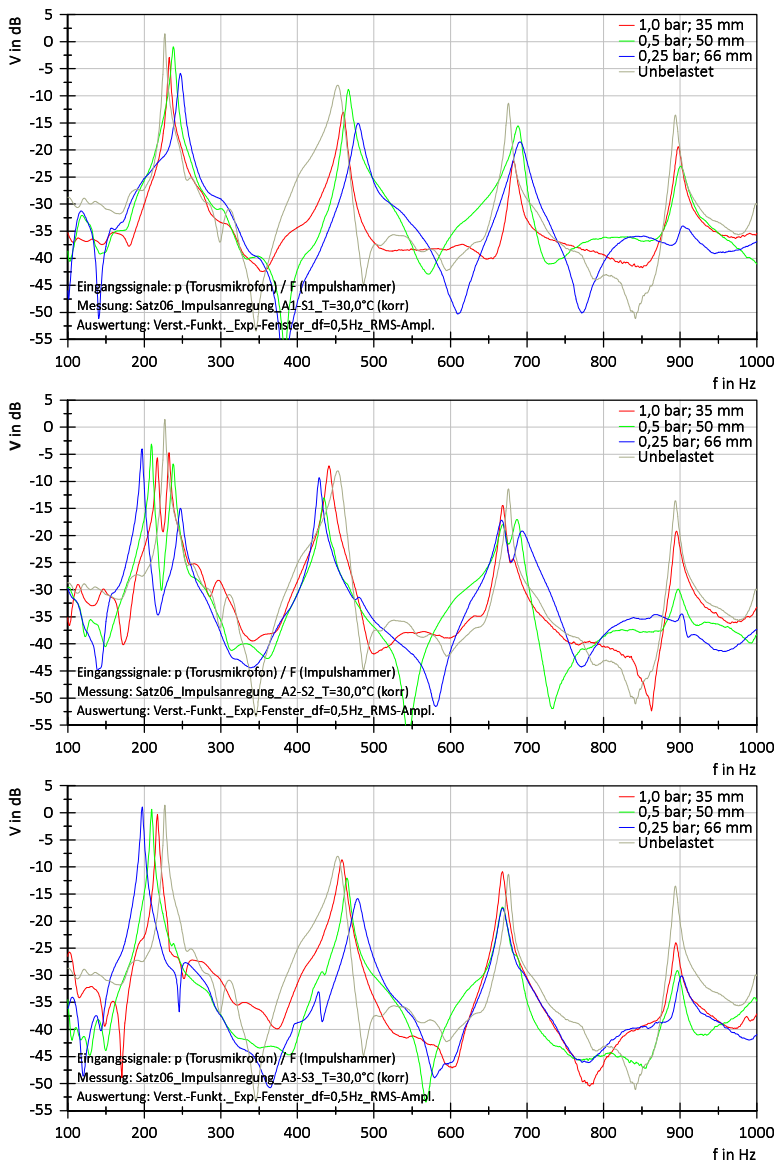 5
0
-5
-10
-15
-20
-25
-30
-35
-40
-45
-50
-55
V in dB
1,0 bar; 35 mm
0,5 bar; 50 mm
0,25 bar; 66 mm
Unbelastet
Eingangssignale: p (Torusmikrofon) / F (Impulshammer)
Messung: Satz06_Impulsanregung_A1-S1_T=30,0°C (korr)
Auswertung: Verst.-Funkt._Exp.-Fenster_df=0,5Hz_RMS-Ampl.
100 200 300 400 500 600 700 800 900 1000
f in Hz
5
0
-5
-10
-15
-20
-25
-30
-35
-40
-45
-50
-55
V in dB
1,0 bar; 35 mm
0,5 bar; 50 mm
0,25 bar; 66 mm
Unbelastet
Eingangssignale: p (Torusmikrofon) / F (Impulshammer)
Messung: Satz06_Impulsanregung_A2-S2_T=30,0°C (korr)
Auswertung: Verst.-Funkt._Exp.-Fenster_df=0,5Hz_RMS-Ampl.
100 200 300 400 500 600 700 800 900 1000
f in Hz
5
0
-5
-10
-15
-20
-25
-30
-35
-40
-45
-50
-55
V in dB
1,0 bar; 35 mm
0,5 bar; 50 mm
0,25 bar; 66 mm
Unbelastet
Eingangssignale: p (Torusmikrofon) / F (Impulshammer)
Messung: Satz06_Impulsanregung_A3-S3_T=30,0°C (korr)
Auswertung: Verst.-Funkt._Exp.-Fenster_df=0,5Hz_RMS-Ampl.
100 200 300 400 500 600 700 800 900 1000
f in Hz